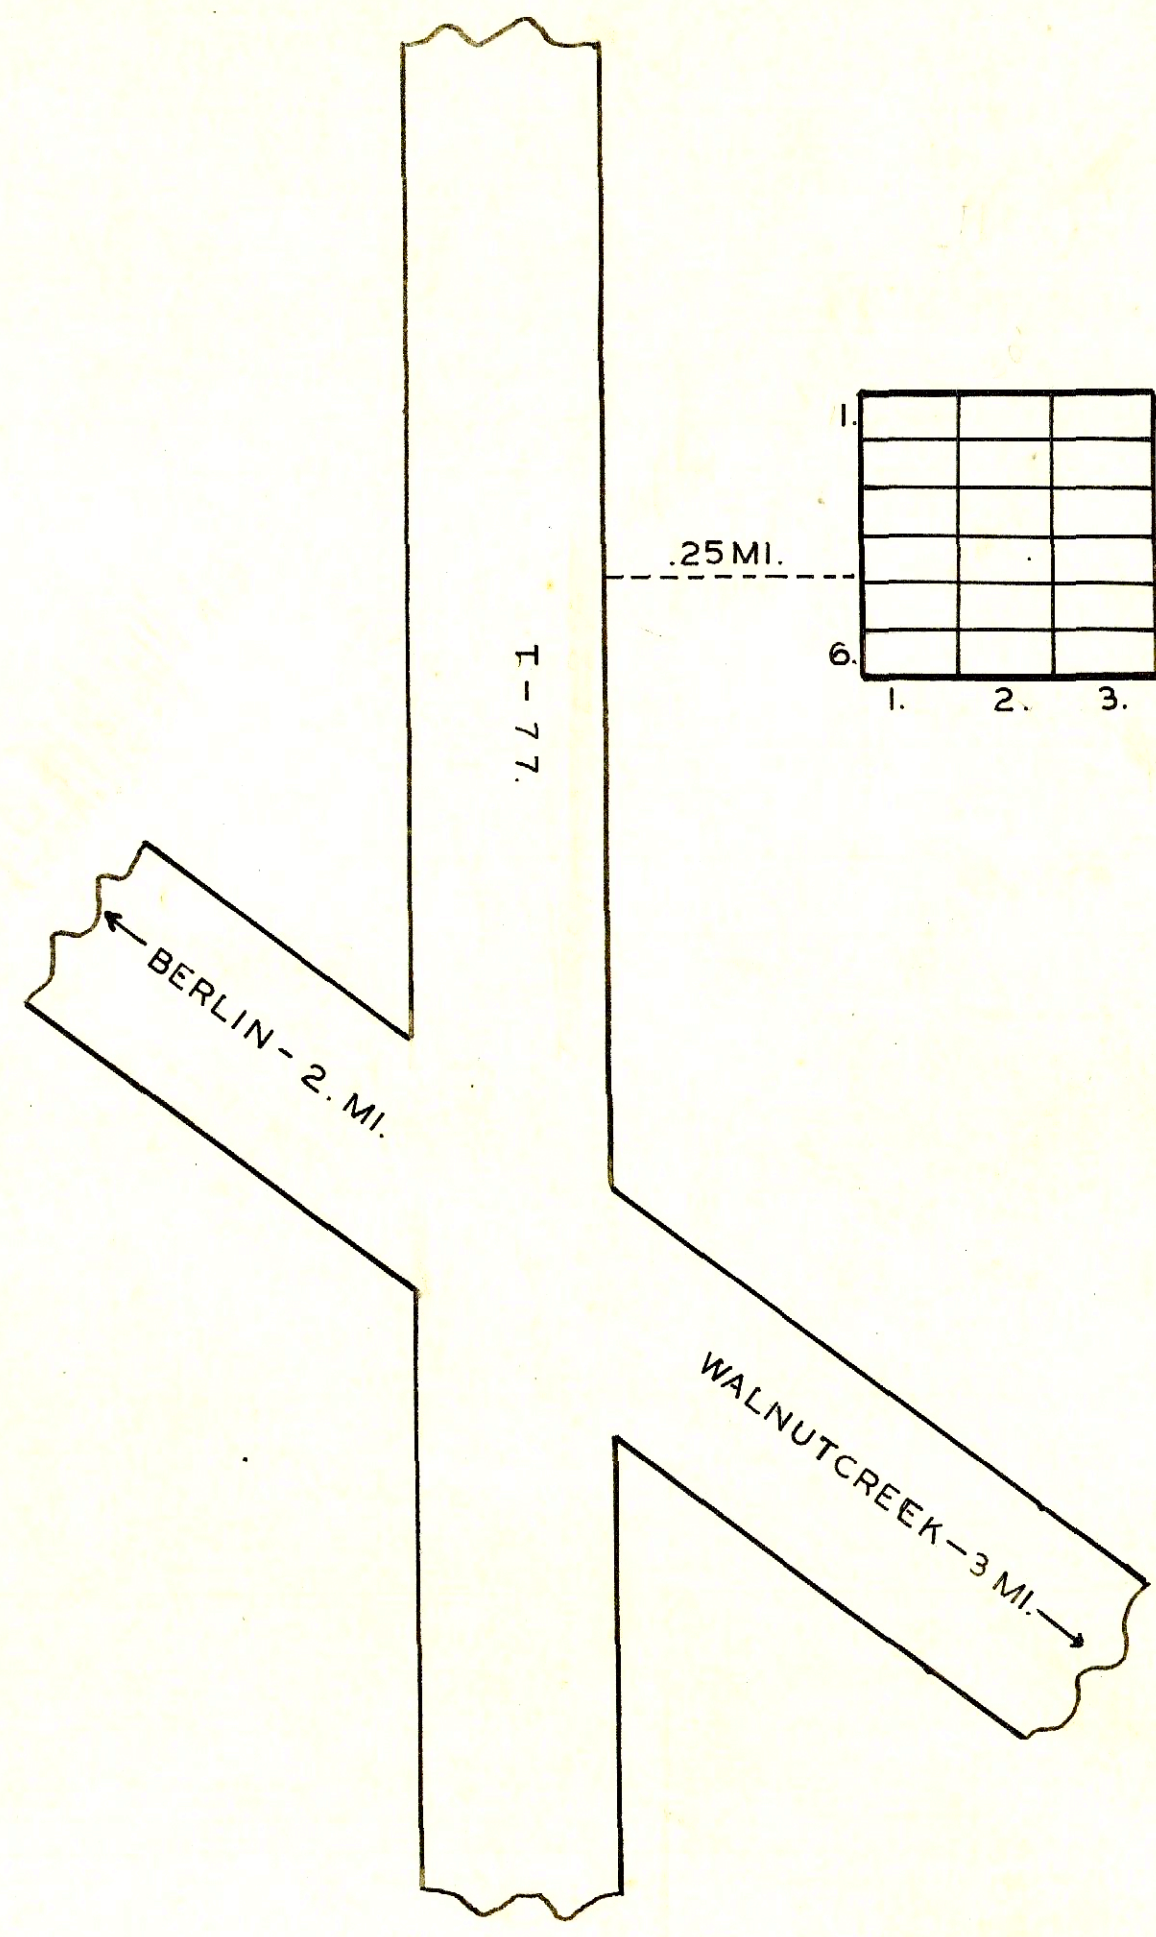 1.
.25 MI.
6.
1. 2. 3.
T-77.
BERLIN - 2. MI.
WALNUTCREEK - 3 MI.